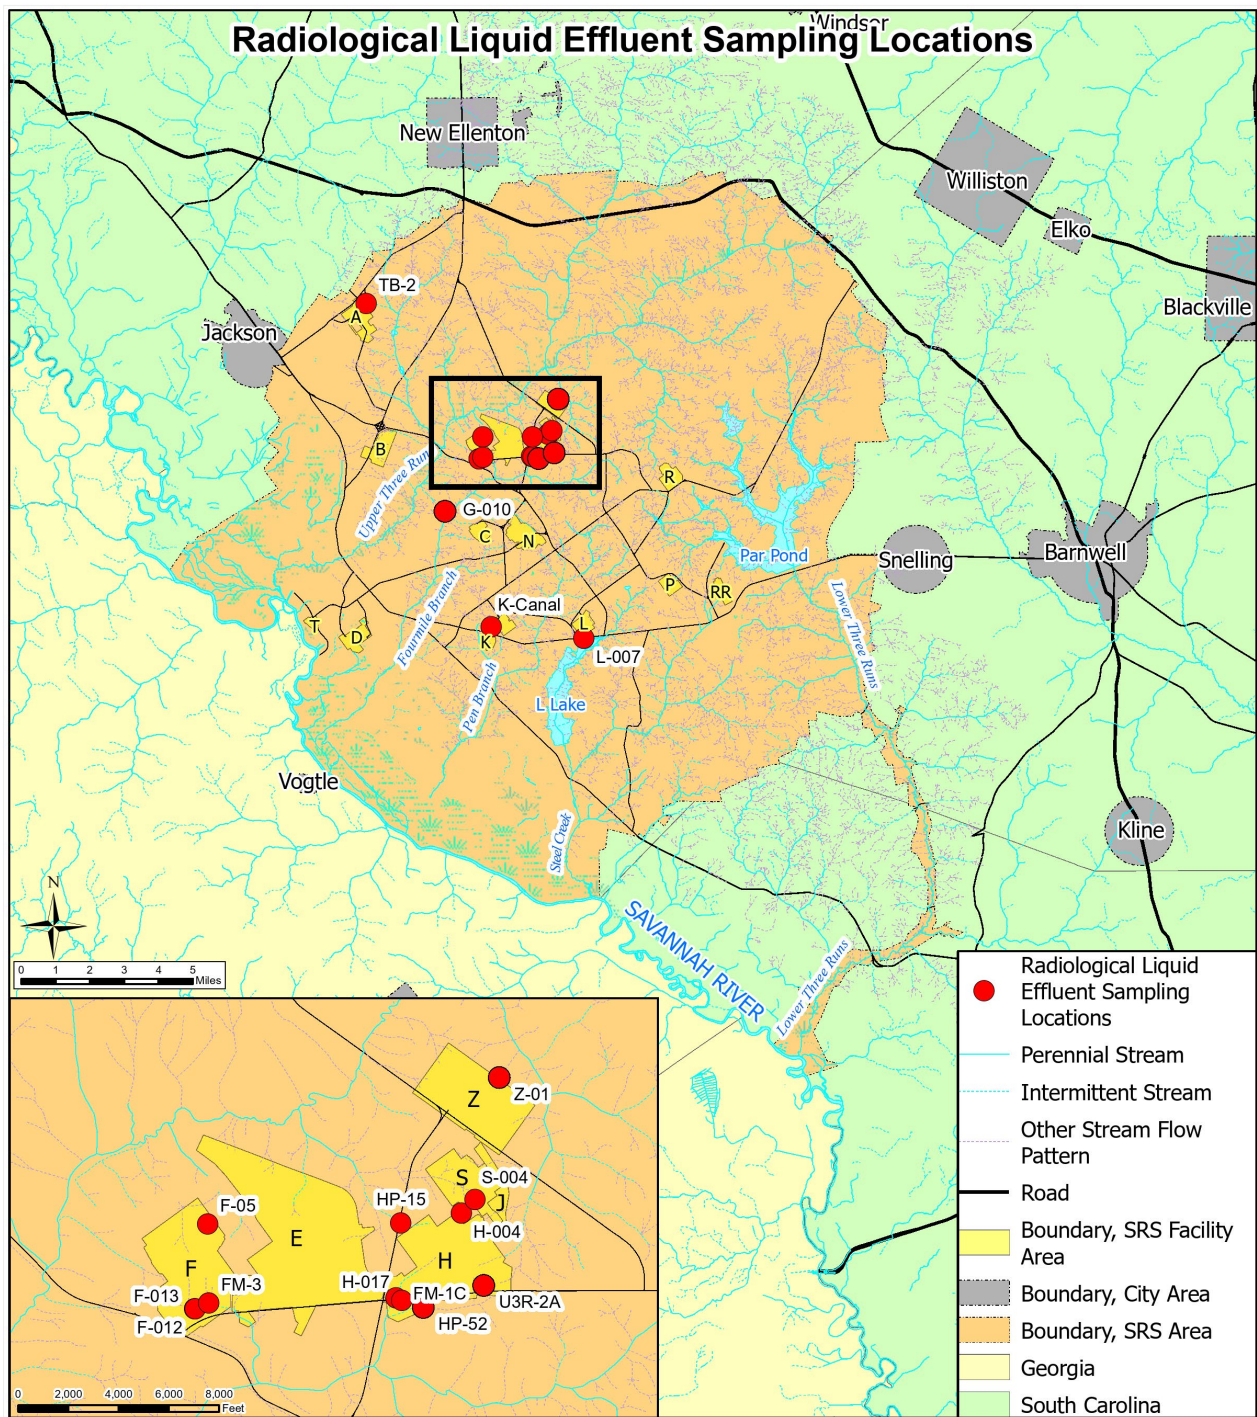 Windsor
Radiological Liquid Effluent Sampling Locations
New Ellenton
Williston
Elko
Blackville
TB-2
A
Jackson
B
Upper Three Runs
R
G-010
C
N
Par Pond
Snelling
Barnwell
P
RR
Fourmile Branch
K-Canal
Lower Three Runs
T
D
K
L
L-007
Pen Branch
L Lake
Vogtle
Kline
Steel Creek
N
SAVANNAH RIVER
Lower Three Runs
0 1 2 3 4 5
Miles
Z
Z-01
S
S-004
J
HP-15
H-004
F-05
E
F
H
FM-3
H-017
FM-1C
F-013
U3R-2A
F-012
HP-52
0 2,000 4,000 6,000 8,000
Feet
Radiological Liquid
Effluent Sampling
Locations
Perennial Stream
Intermittent Stream
Other Stream Flow
Pattern
Road
Boundary, SRS Facility
Area
Boundary, City Area
Boundary, SRS Area
Georgia
South Carolina